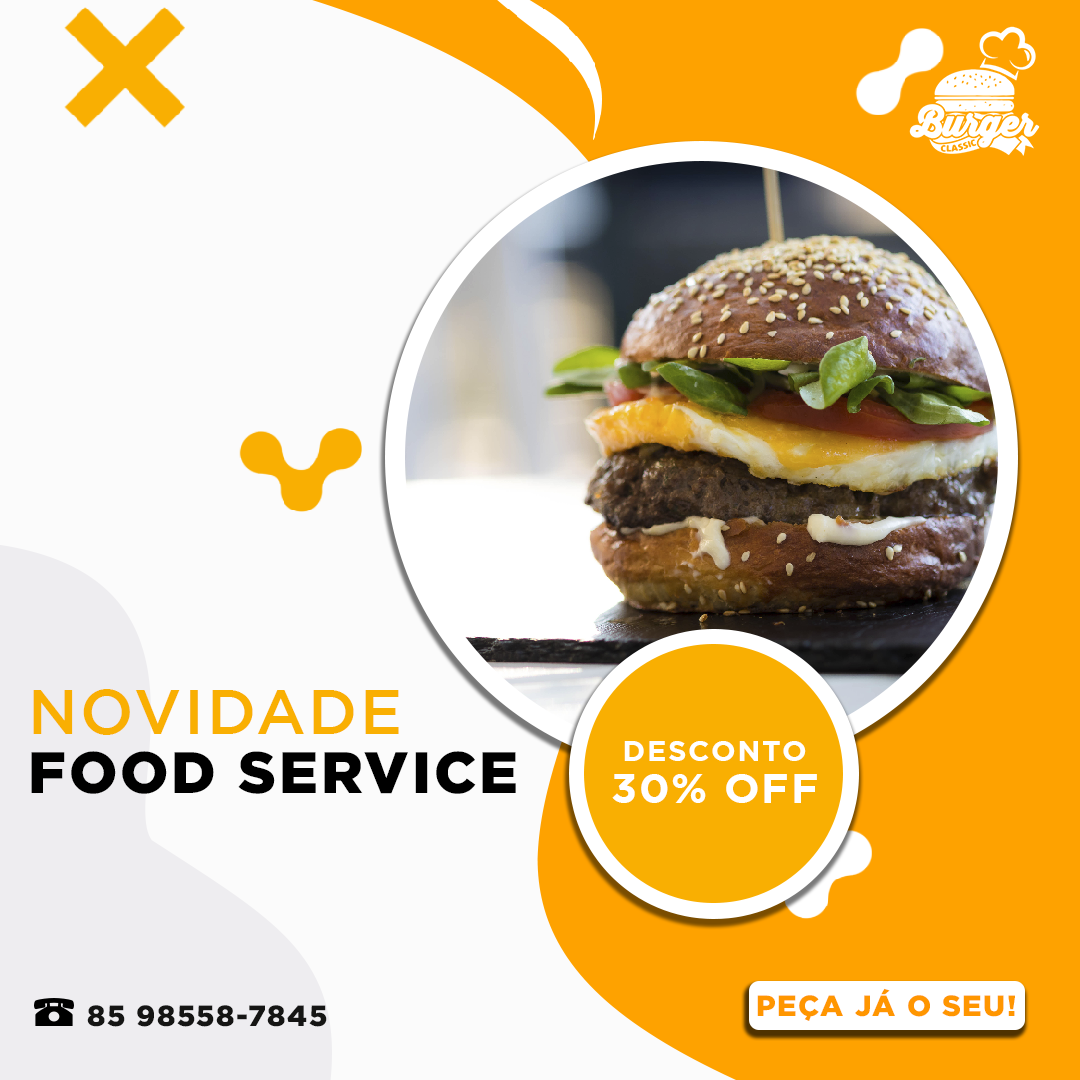 Burger
CLASSIC
NOVIDADE
FOOD SERVICE
DESCONTO
30% OFF
85 98558-7845
PEÇA JÁ O SEU!